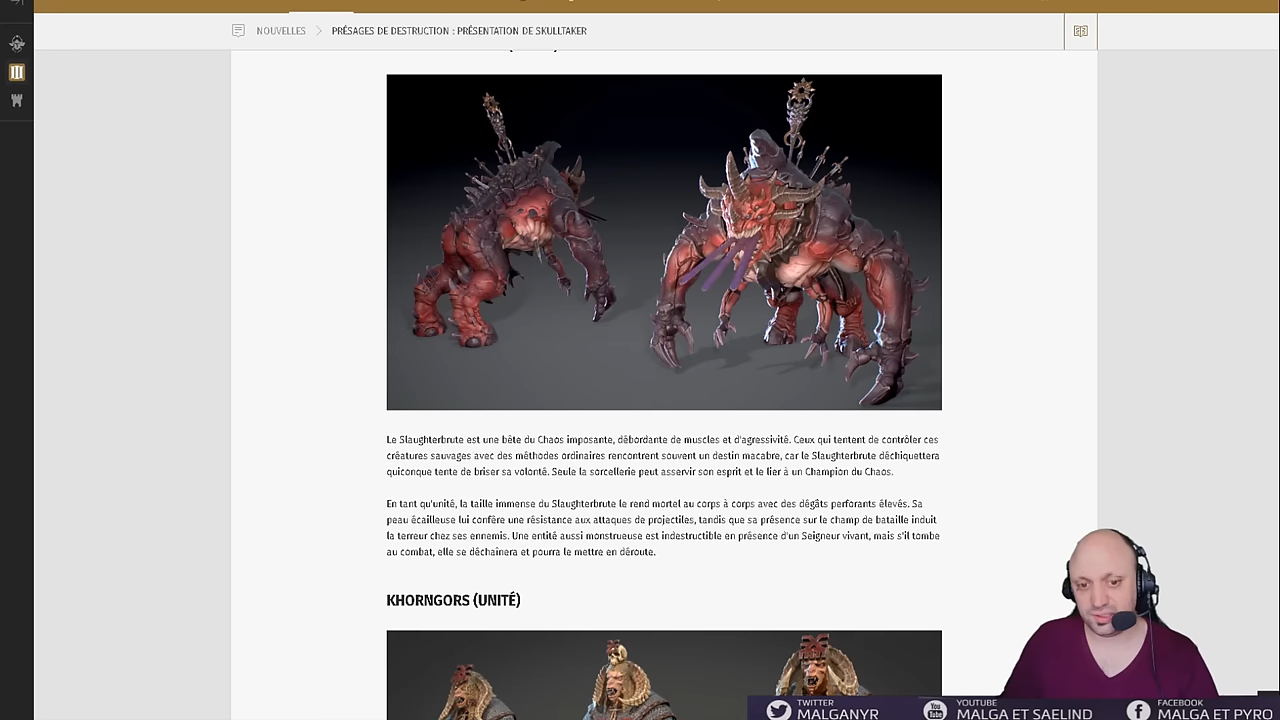 NOUVELLES
PRÉSAGES DE DESTRUCTION : PRÉSENTATION DE SKULLTAKER
Le Slaughterbrute est une bête du Chaos imposante, débordante de muscles et d'agressivité. Ceux qui tentent de contrôler ces
créatures sauvages avec des méthodes ordinaires rencontrent souvent un destin macabre, car le Slaughterbrute déchiquettera
quiconque tente de briser sa volonté. Seule la sorcellerie peut asservir son esprit et le lier à un Champion du Chaos.
En tant qu'unité, la taille immense du Slaughterbrute le rend mortel au corps à corps avec des dégâts perforants élevés. Sa
peau écailleuse lui confère une résistance aux attaques de projectiles, tandis que sa présence sur le champ de bataille induit
la terreur chez ses ennemis. Une entité aussi monstrueuse est indestructible en présence d'un Seigneur vivant, mais s'il tombe
au combat, elle se déchaînera et pourra le mettre en déroute.
KHORNGORS (UNITÉ)
TWITTER
MALGANYR
You Tube
YOUTUBE
MALGA ET SAELIND
FACEBOOK
MALGA ET PYRO